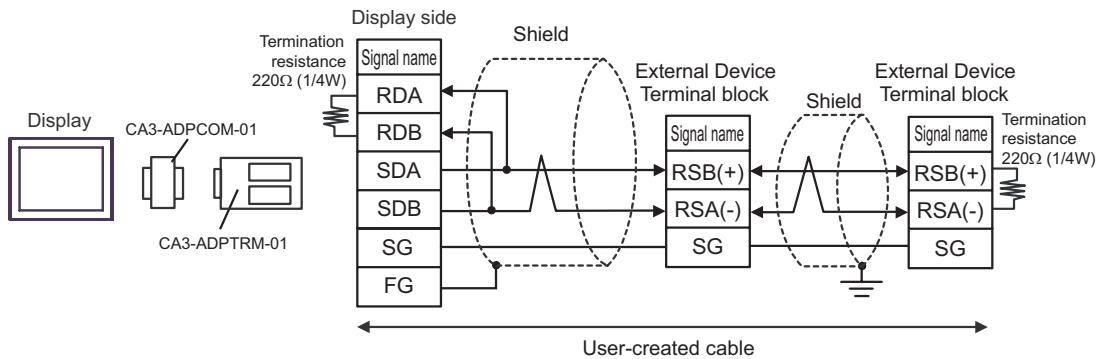 Display side
Shield
Termination
resistance
220Ω (1/4W)
Signal name
RDA
RDB
SDA
SDB
SG
FG
Display
CA3-ADPCOM-01
CA3-ADPTRM-01
External Device
Terminal block
Signal name
RSB(+)
RSA(-)
SG
Shield
External Device
Terminal block
Signal name
RSB(+)
RSA(-)
SG
Termination
resistance
220Ω (1/4W)
User-created cable